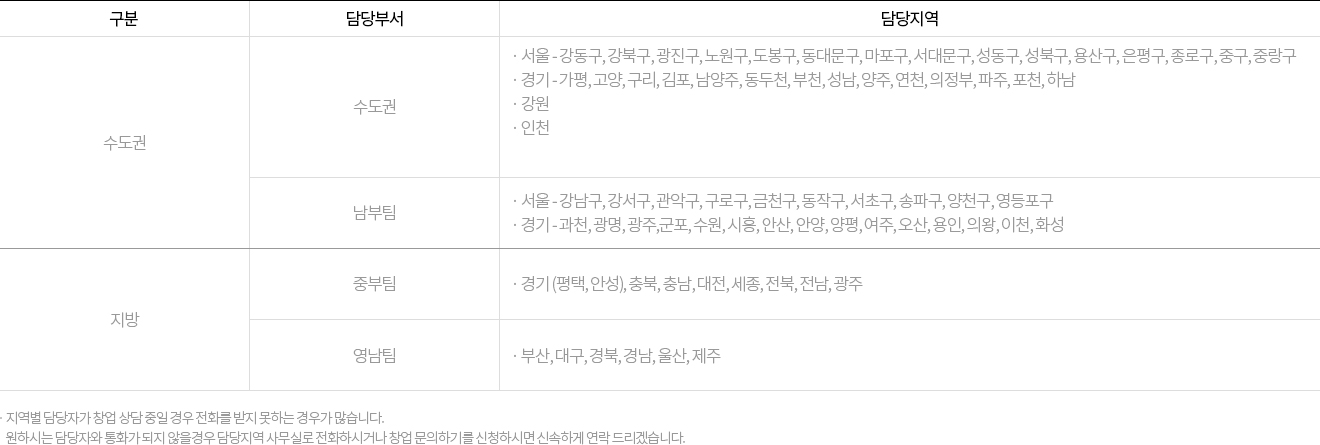 구분 담당부서 담당지역
수도권
수도권
· 서울 - 강동구, 강북구, 광진구, 노원구, 도봉구, 동대문구, 마포구, 서대문구, 성동구, 성북구, 용산구, 은평구, 종로구, 중구, 중랑구
· 경기 - 가평, 고양, 구리, 김포, 남양주, 동두천, 부천, 성남, 양주, 연천, 의정부, 파주, 포천, 하남
· 강원
· 인천
남부팀
· 서울 - 강남구, 강서구, 관악구, 구로구, 금천구, 동작구, 서초구, 송파구, 양천구, 영등포구
· 경기 - 과천, 광명, 광주,군포, 수원, 시흥, 안산, 안양, 양평, 여주, 오산, 용인, 의왕, 이천, 화성
지방
중부팀
· 경기 (평택, 안성), 충북, 충남, 대전, 세종, 전북, 전남, 광주
영남팀
· 부산, 대구, 경북, 경남, 울산, 제주
· 지역별 담당자가 창업 상담 중일 경우 전화를 받지 못하는 경우가 많습니다.
원하시는 담당자와 통화가 되지 않을경우 담당지역 사무실로 전화하시거나 창업 문의하기를 신청하시면 신속하게 연락 드리겠습니다.